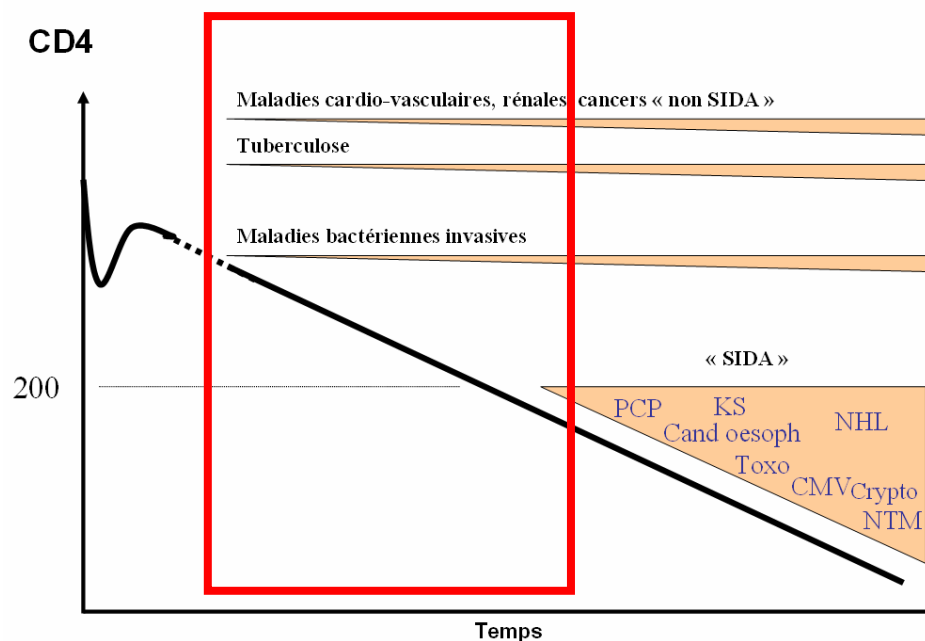 CD4
Maladies cardio-vasculaires, rénales, cancers « non SIDA »
Tuberculose
Maladies bactériennes invasives
« SIDA »
200
PCP
KS
NHL
Cand oesoph
Toxo
CMV
Crypto
NTM
Temps